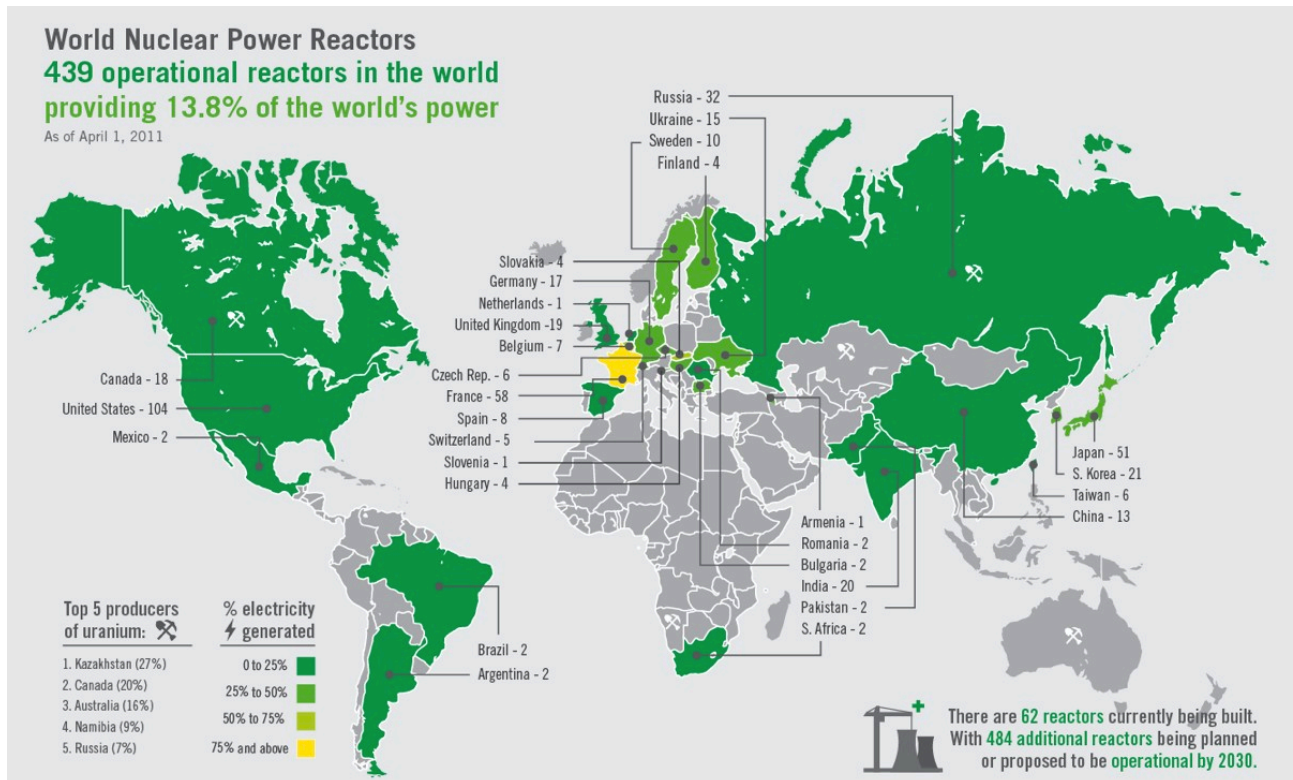 World Nuclear Power Reactors
439 operational reactors in the world
providing 13.8% of the world's power
As of April 1, 2011
Russia - 32
Ukraine - 15
Sweden - 10
Finland - 4
Slovakia - 4
Germany - 17
Netherlands - 1
United Kingdom -19
Belgium - 7
Czech Rep. - 6
France - 58
Spain - 8
Switzerland - 5
Slovenia - 1
Hungary - 4
Canada - 18
United States - 104
Mexico - 2
Japan - 51
S. Korea - 21
Taiwan - 6
China - 13
Armenia - 1
Romania - 2
Bulgaria - 2
India - 20
Pakistan - 2
S. Africa - 2
Brazil - 2
Argentina - 2
Top 5 producers
of uranium:
1. Kazakhstan (27%)
2. Canada (20%)
3. Australia (16%)
4. Namibia (9%)
5. Russia (7%)
% electricity
generated
0 to 25%
25% to 50%
50% to 75%
75% and above
There are 62 reactors currently being built.
With 484 additional reactors being planned
or proposed to be operational by 2030.